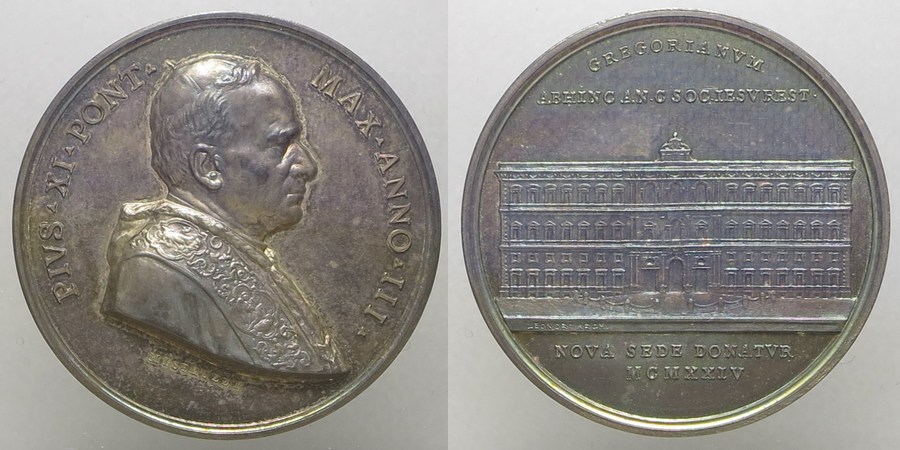 PIVS XI PONT MAX ANNO III
GREGORIANVM
ABHINC AN·C SOC IESV REST·
NOVA SEDE DONATVR
MCMXXIV